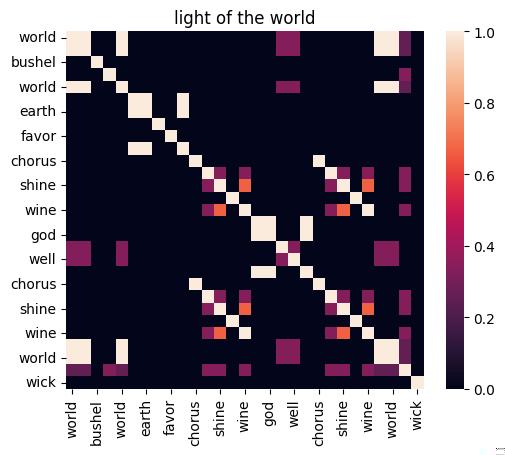 light of the world
world
bushel
world
earth
favor
chorus
shine
wine
god
well
chorus
shine
wine
world
wick
world
bushel
world
earth
favor
chorus
shine
wine
god
well
chorus
shine
wine
world
wick
1.0
0.8
0.6
0.4
0.2
0.0